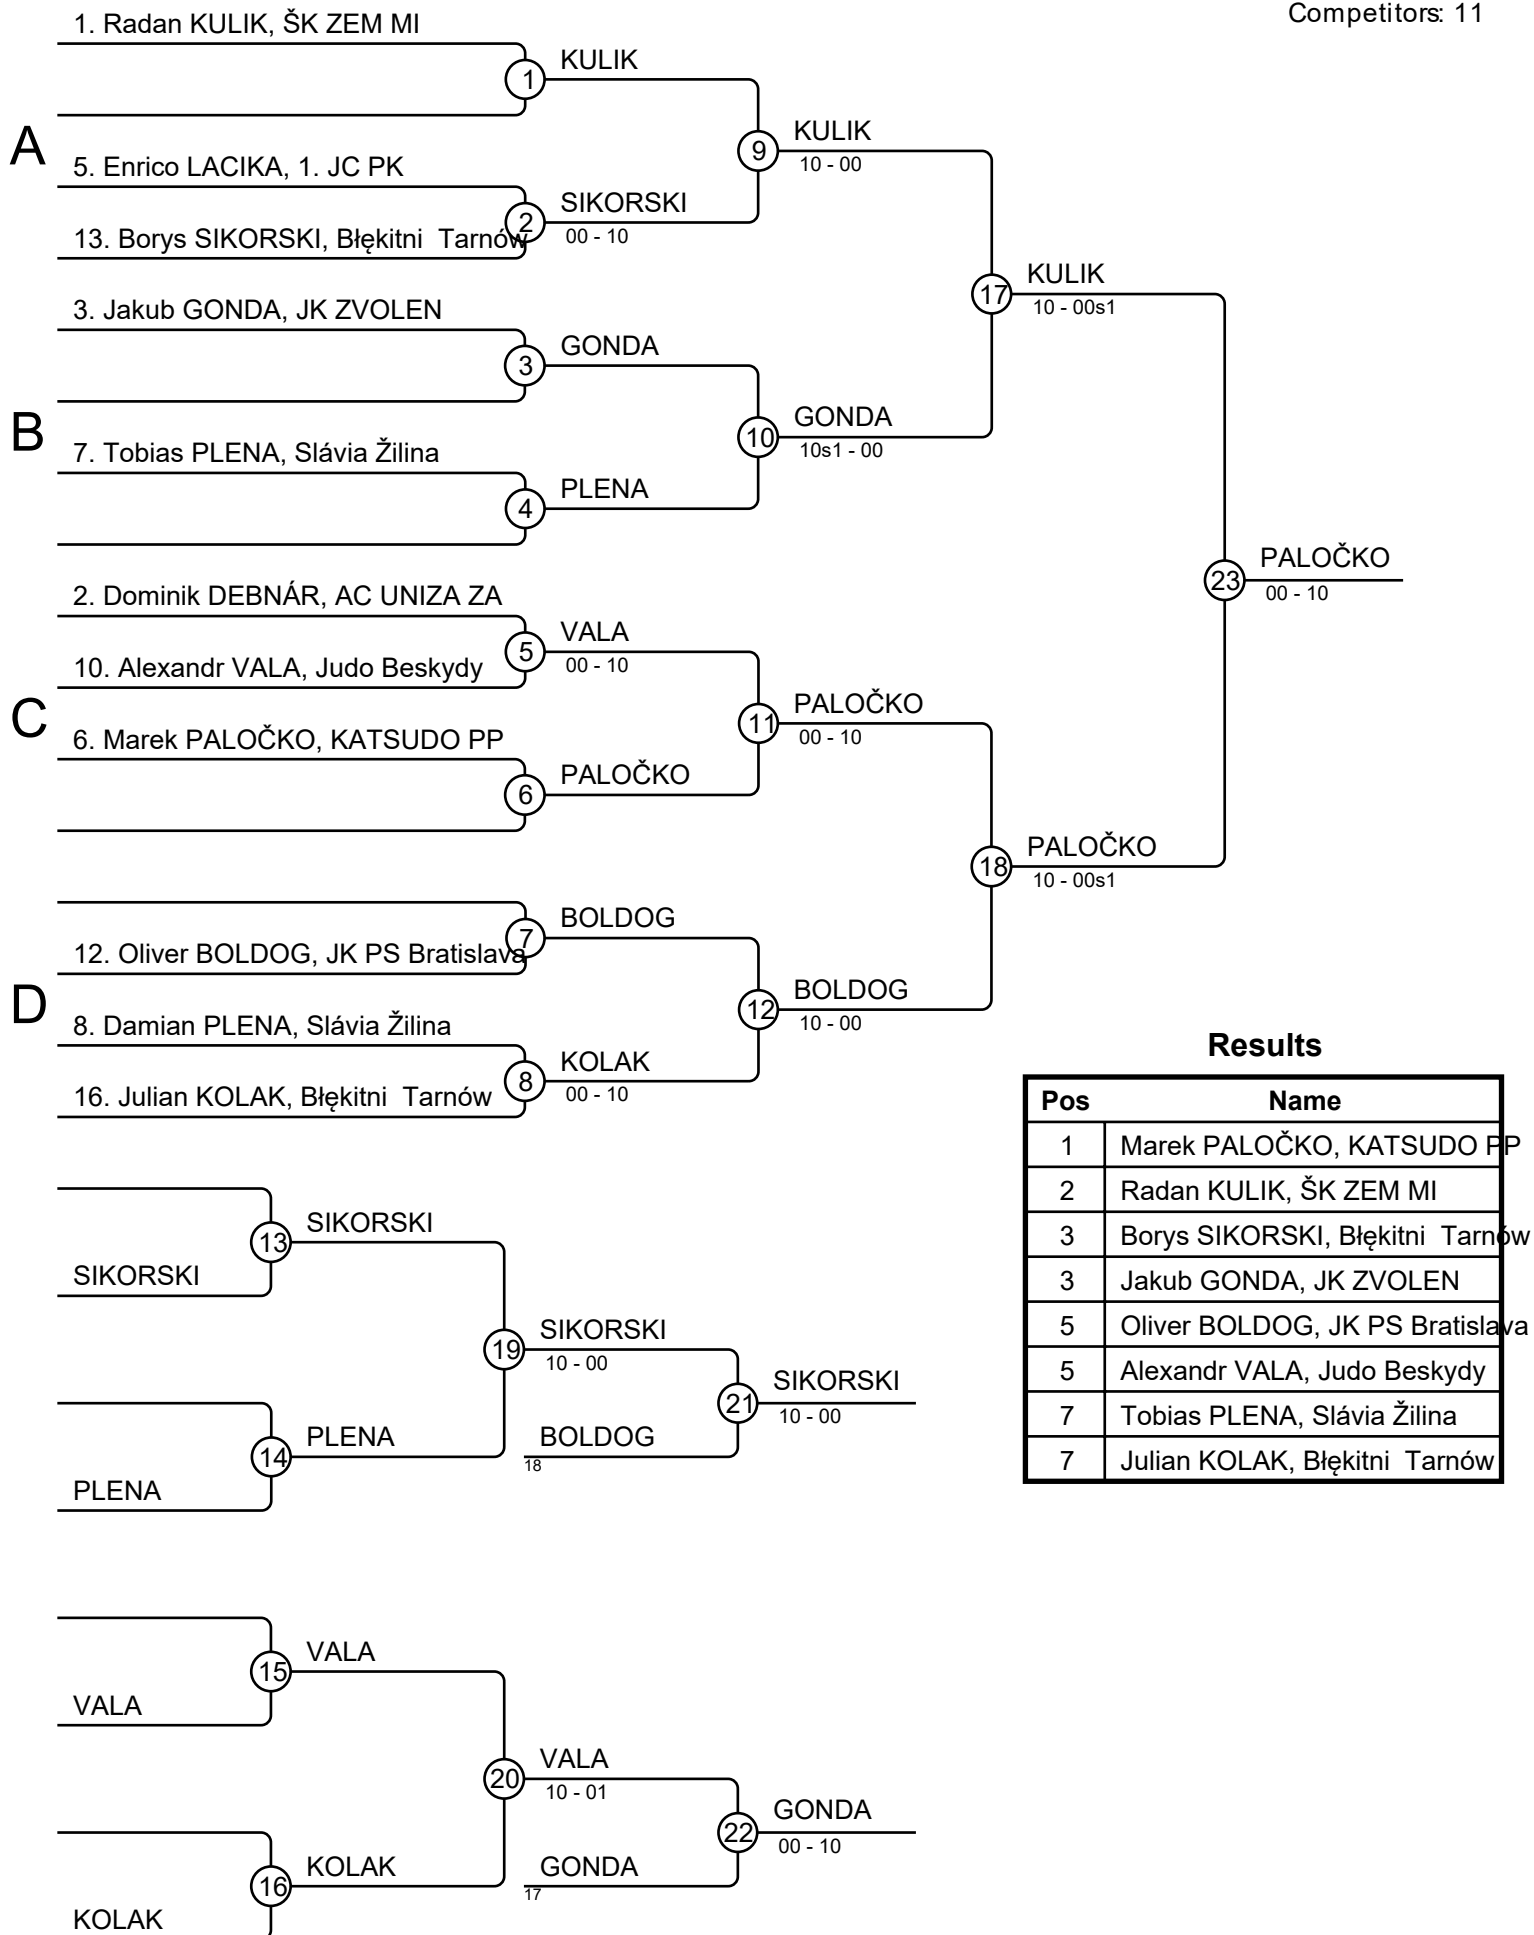 Competitors: 11
1. Radan KULIK, ŠK ZEM MI
KULIK
1
KULIK
9
10 - 00
A
5. Enrico LACIKA, 1. JC PK
SIKORSKI
2
00 - 10
13. Borys SIKORSKI, Błękitni Tarnów
KULIK
17
10 - 00s1
3. Jakub GONDA, JK ZVOLEN
GONDA
3
GONDA
10
10s1 - 00
B
7. Tobias PLENA, Slávia Žilina
PLENA
4
PALOČKO
23
00 - 10
2. Dominik DEBNÁR, AC UNIZA ZA
VALA
5
00 - 10
10. Alexandr VALA, Judo Beskydy
PALOČKO
11
00 - 10
C
6. Marek PALOČKO, KATSUDO PP
PALOČKO
6
PALOČKO
18
10 - 00s1
BOLDOG
7
12. Oliver BOLDOG, JK PS Bratislava
BOLDOG
12
10 - 00
D
8. Damian PLENA, Slávia Žilina
KOLAK
8
00 - 10
16. Julian KOLAK, Błękitni Tarnów
Results
Pos Name
1 Marek PALOČKO, KATSUDO PP
2 Radan KULIK, ŠK ZEM MI
3 Borys SIKORSKI, Błękitni Tarnów
3 Jakub GONDA, JK ZVOLEN
5 Oliver BOLDOG, JK PS Bratislava
5 Alexandr VALA, Judo Beskydy
7 Tobias PLENA, Slávia Žilina
7 Julian KOLAK, Błękitni Tarnów
SIKORSKI
13
SIKORSKI
SIKORSKI
19
10 - 00
SIKORSKI
21
10 - 00
PLENA
14
BOLDOG
18
PLENA
VALA
15
VALA
VALA
20
10 - 01
GONDA
22
00 - 10
KOLAK
16
GONDA
17
KOLAK